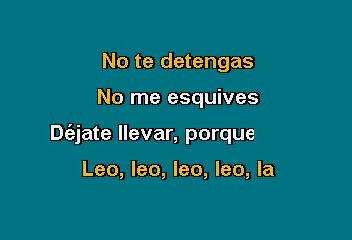 No te detengas
No me esquives
Déjate llevar, porque
Leo, leo, leo, leo, la